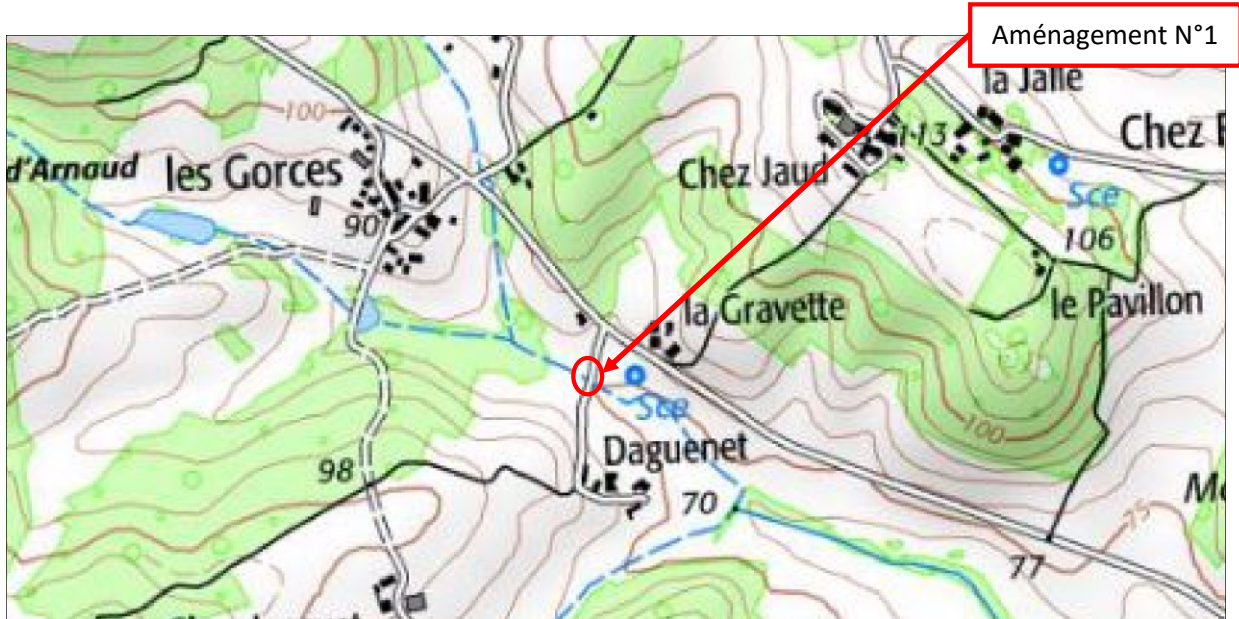 Aménagement N°1
la Jalle
100
113
Chez
d'Arnaud
les Gorces
Chez Jaud
Sce
90
106
la Gravette
le Pavillon
Sce
100
Daguenet
98
70
75
77